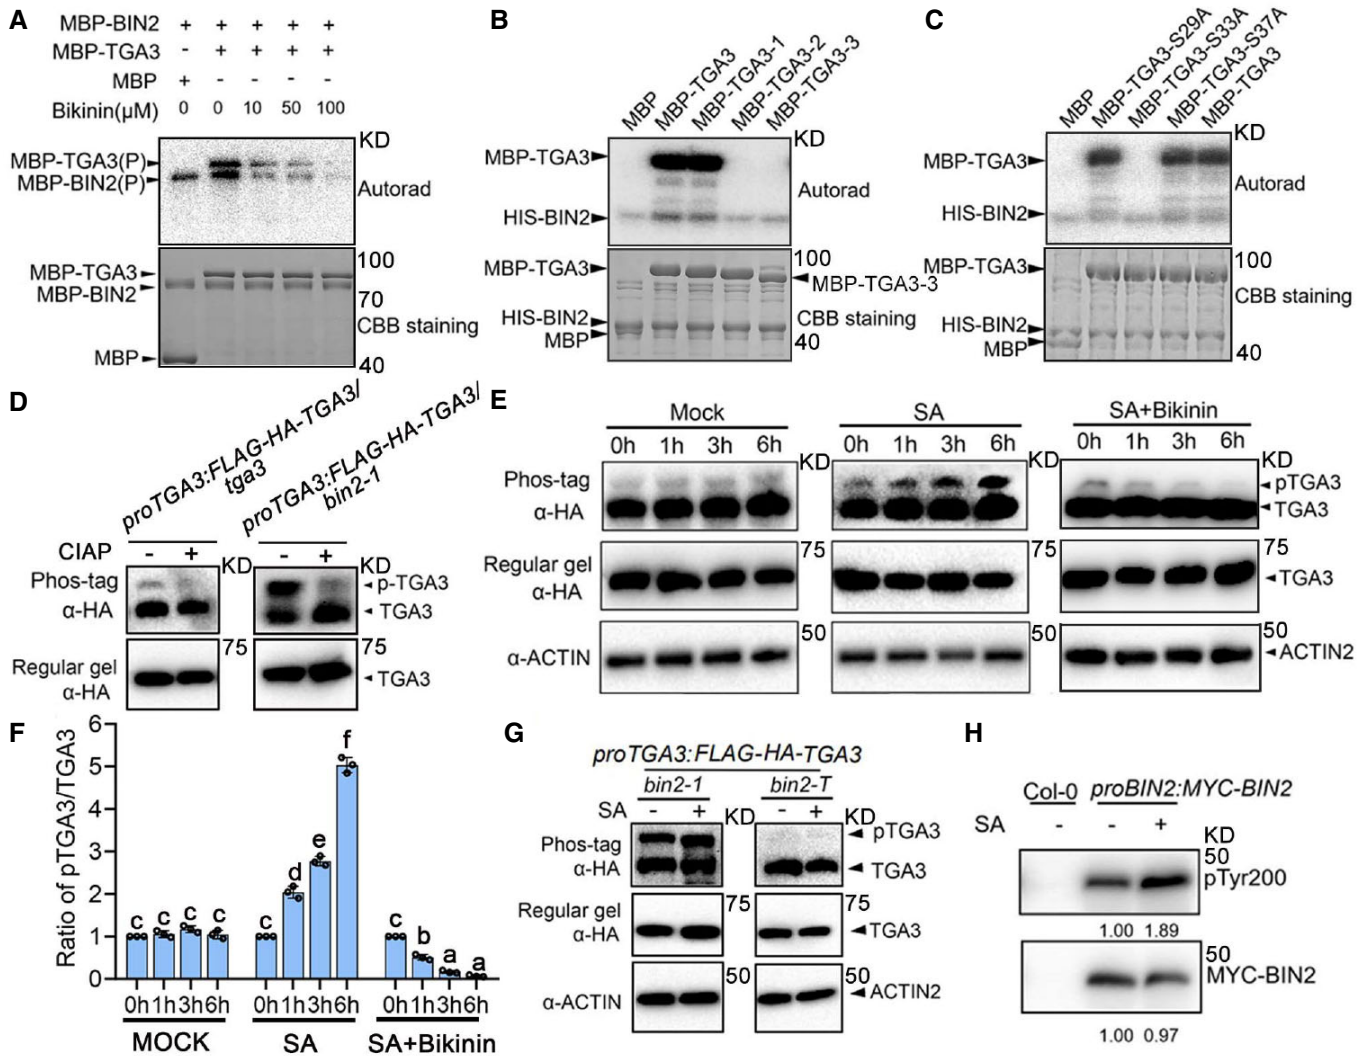 A
MBP-BIN2 + + + + +
MBP-TGA3 - + + + +
MBP + - - - -
Bikinin(μM) 0 0 10 50 100
KD
MBP-TGA3(P)
MBP-BIN2(P)
Autorad
MBP-TGA3
MBP-BIN2
MBP
100
70
CBB staining
40
B
MBP
MBP-TGA3
MBP-TGA3-1
MBP-TGA3-2
MBP-TGA3-3
KD
MBP-TGA3
Autorad
HIS-BIN2
100
MBP-TGA3
MBP-TGA3-3
HIS-BIN2
CBB staining
MBP
40
C
MBP
MBP-TGA3-S29A
MBP-TGA3-S33A
MBP-TGA3-S37A
MBP-TGA3
KD
MBP-TGA3
Autorad
HIS-BIN2
MBP-TGA3
100
CBB staining
HIS-BIN2
MBP
40
D
proTGA3:FLAG-HA-TGA3/
tga3
proTGA3:FLAG-HA-TGA3/
bin2-1
CIAP - + - +
KD KD
Phos-tag
α-HA
p-TGA3
TGA3
75 75
Regular gel
α-HA
TGA3
E
Mock SA SA+Bikinin
0h 1h 3h 6h 0h 1h 3h 6h 0h 1h 3h 6h
KD KD KD
Phos-tag
α-HA
pTGA3
TGA3
75 75 75
Regular gel
α-HA
TGA3
50 50 50
α-ACTIN
ACTIN2
F
Ratio of pTGA3/TGA3
6
5
4
3
2
1
0
c c c c c d e f c b a a
0h 1h 3h 6h 0h 1h 3h 6h 0h 1h 3h 6h
MOCK SA SA+Bikinin
G
proTGA3:FLAG-HA-TGA3
bin2-1 bin2-T
SA - + - +
KD KD
Phos-tag
α-HA
pTGA3
TGA3
75 75
Regular gel
α-HA
TGA3
50 50
α-ACTIN
ACTIN2
H
Col-0 proBIN2:MYC-BIN2
SA - - +
KD
50
pTyr200
1.00 1.89
50
MYC-BIN2
1.00 0.97